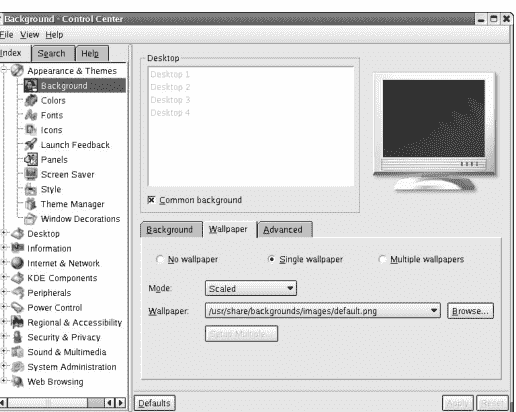 Background - Control Center
File View Help
Index Search Help
Appearance & Themes
Background
Colors
Fonts
Icons
Launch Feedback
Panels
Screen Saver
Style
Theme Manager
Window Decorations
Desktop
Information
Internet & Network
KDE Components
Peripherals
Power Control
Regional & Accessibility
Security & Privacy
Sound & Multimedia
System Administration
Web Browsing
Desktop
Desktop 1
Desktop 2
Desktop 3
Desktop 4
Common background
Background Wallpaper Advanced
No wallpaper Single wallpaper Multiple wallpapers
Mode: Scaled
Wallpaper: /usr/share/backgrounds/images/default.png Browse...
Setup Multiple...
Defaults Apply Reset